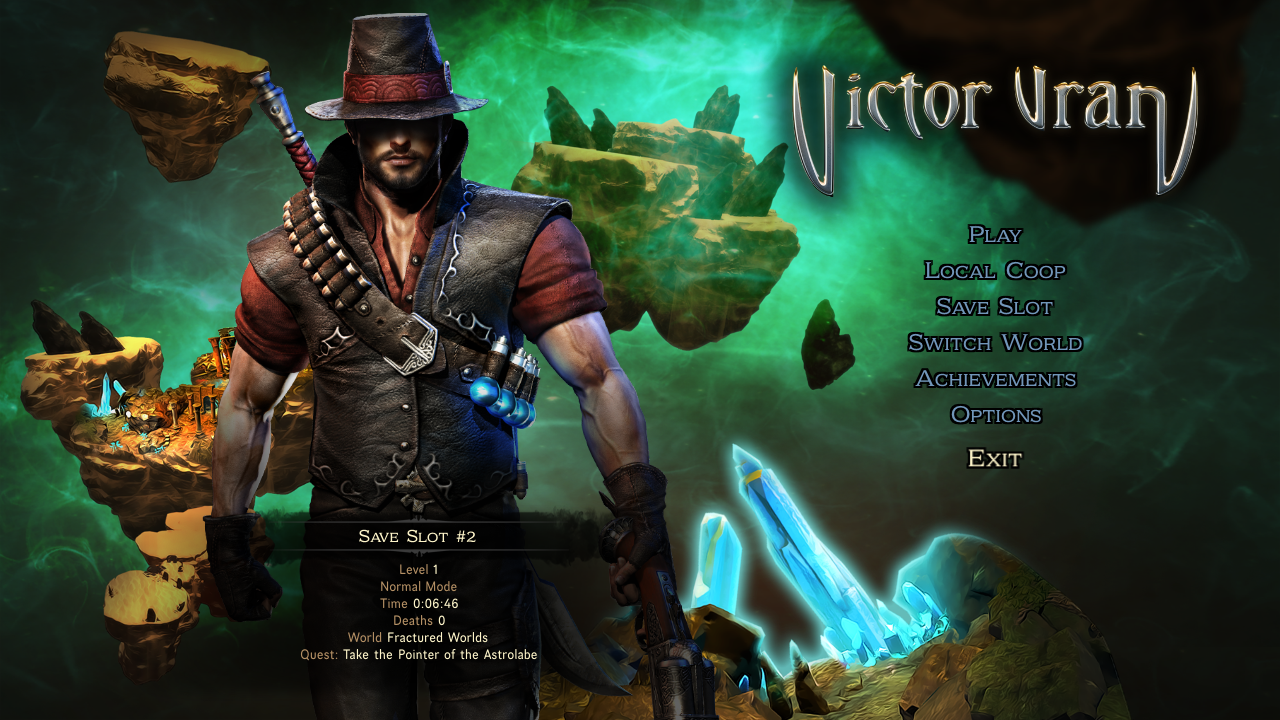 Victor Vran
Play
Local Coop
Save Slot
Switch World
Achievements
Options
Exit
Save Slot #2
Level 1
Normal Mode
Time 0:06:46
Deaths 0
World Fractured Worlds
Quest: Take the Pointer of the Astrolabe